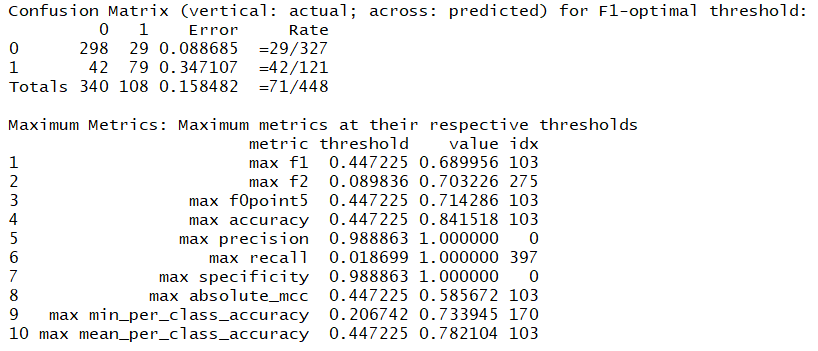 Confusion Matrix (vertical: actual; across: predicted) for F1-optimal threshold:
0 1 Error Rate
0 298 29 0.088685 =29/327
1 42 79 0.347107 =42/121
Totals 340 108 0.158482 =71/448
Maximum Metrics: Maximum metrics at their respective thresholds
metric threshold value idx
1 max f1 0.447225 0.689956 103
2 max f2 0.089836 0.703226 275
3 max f0point5 0.447225 0.714286 103
4 max accuracy 0.447225 0.841518 103
5 max precision 0.988863 1.000000 0
6 max recall 0.018699 1.000000 397
7 max specificity 0.988863 1.000000 0
8 max absolute_mcc 0.447225 0.585672 103
9 max min_per_class_accuracy 0.206742 0.733945 170
10 max mean_per_class_accuracy 0.447225 0.782104 103